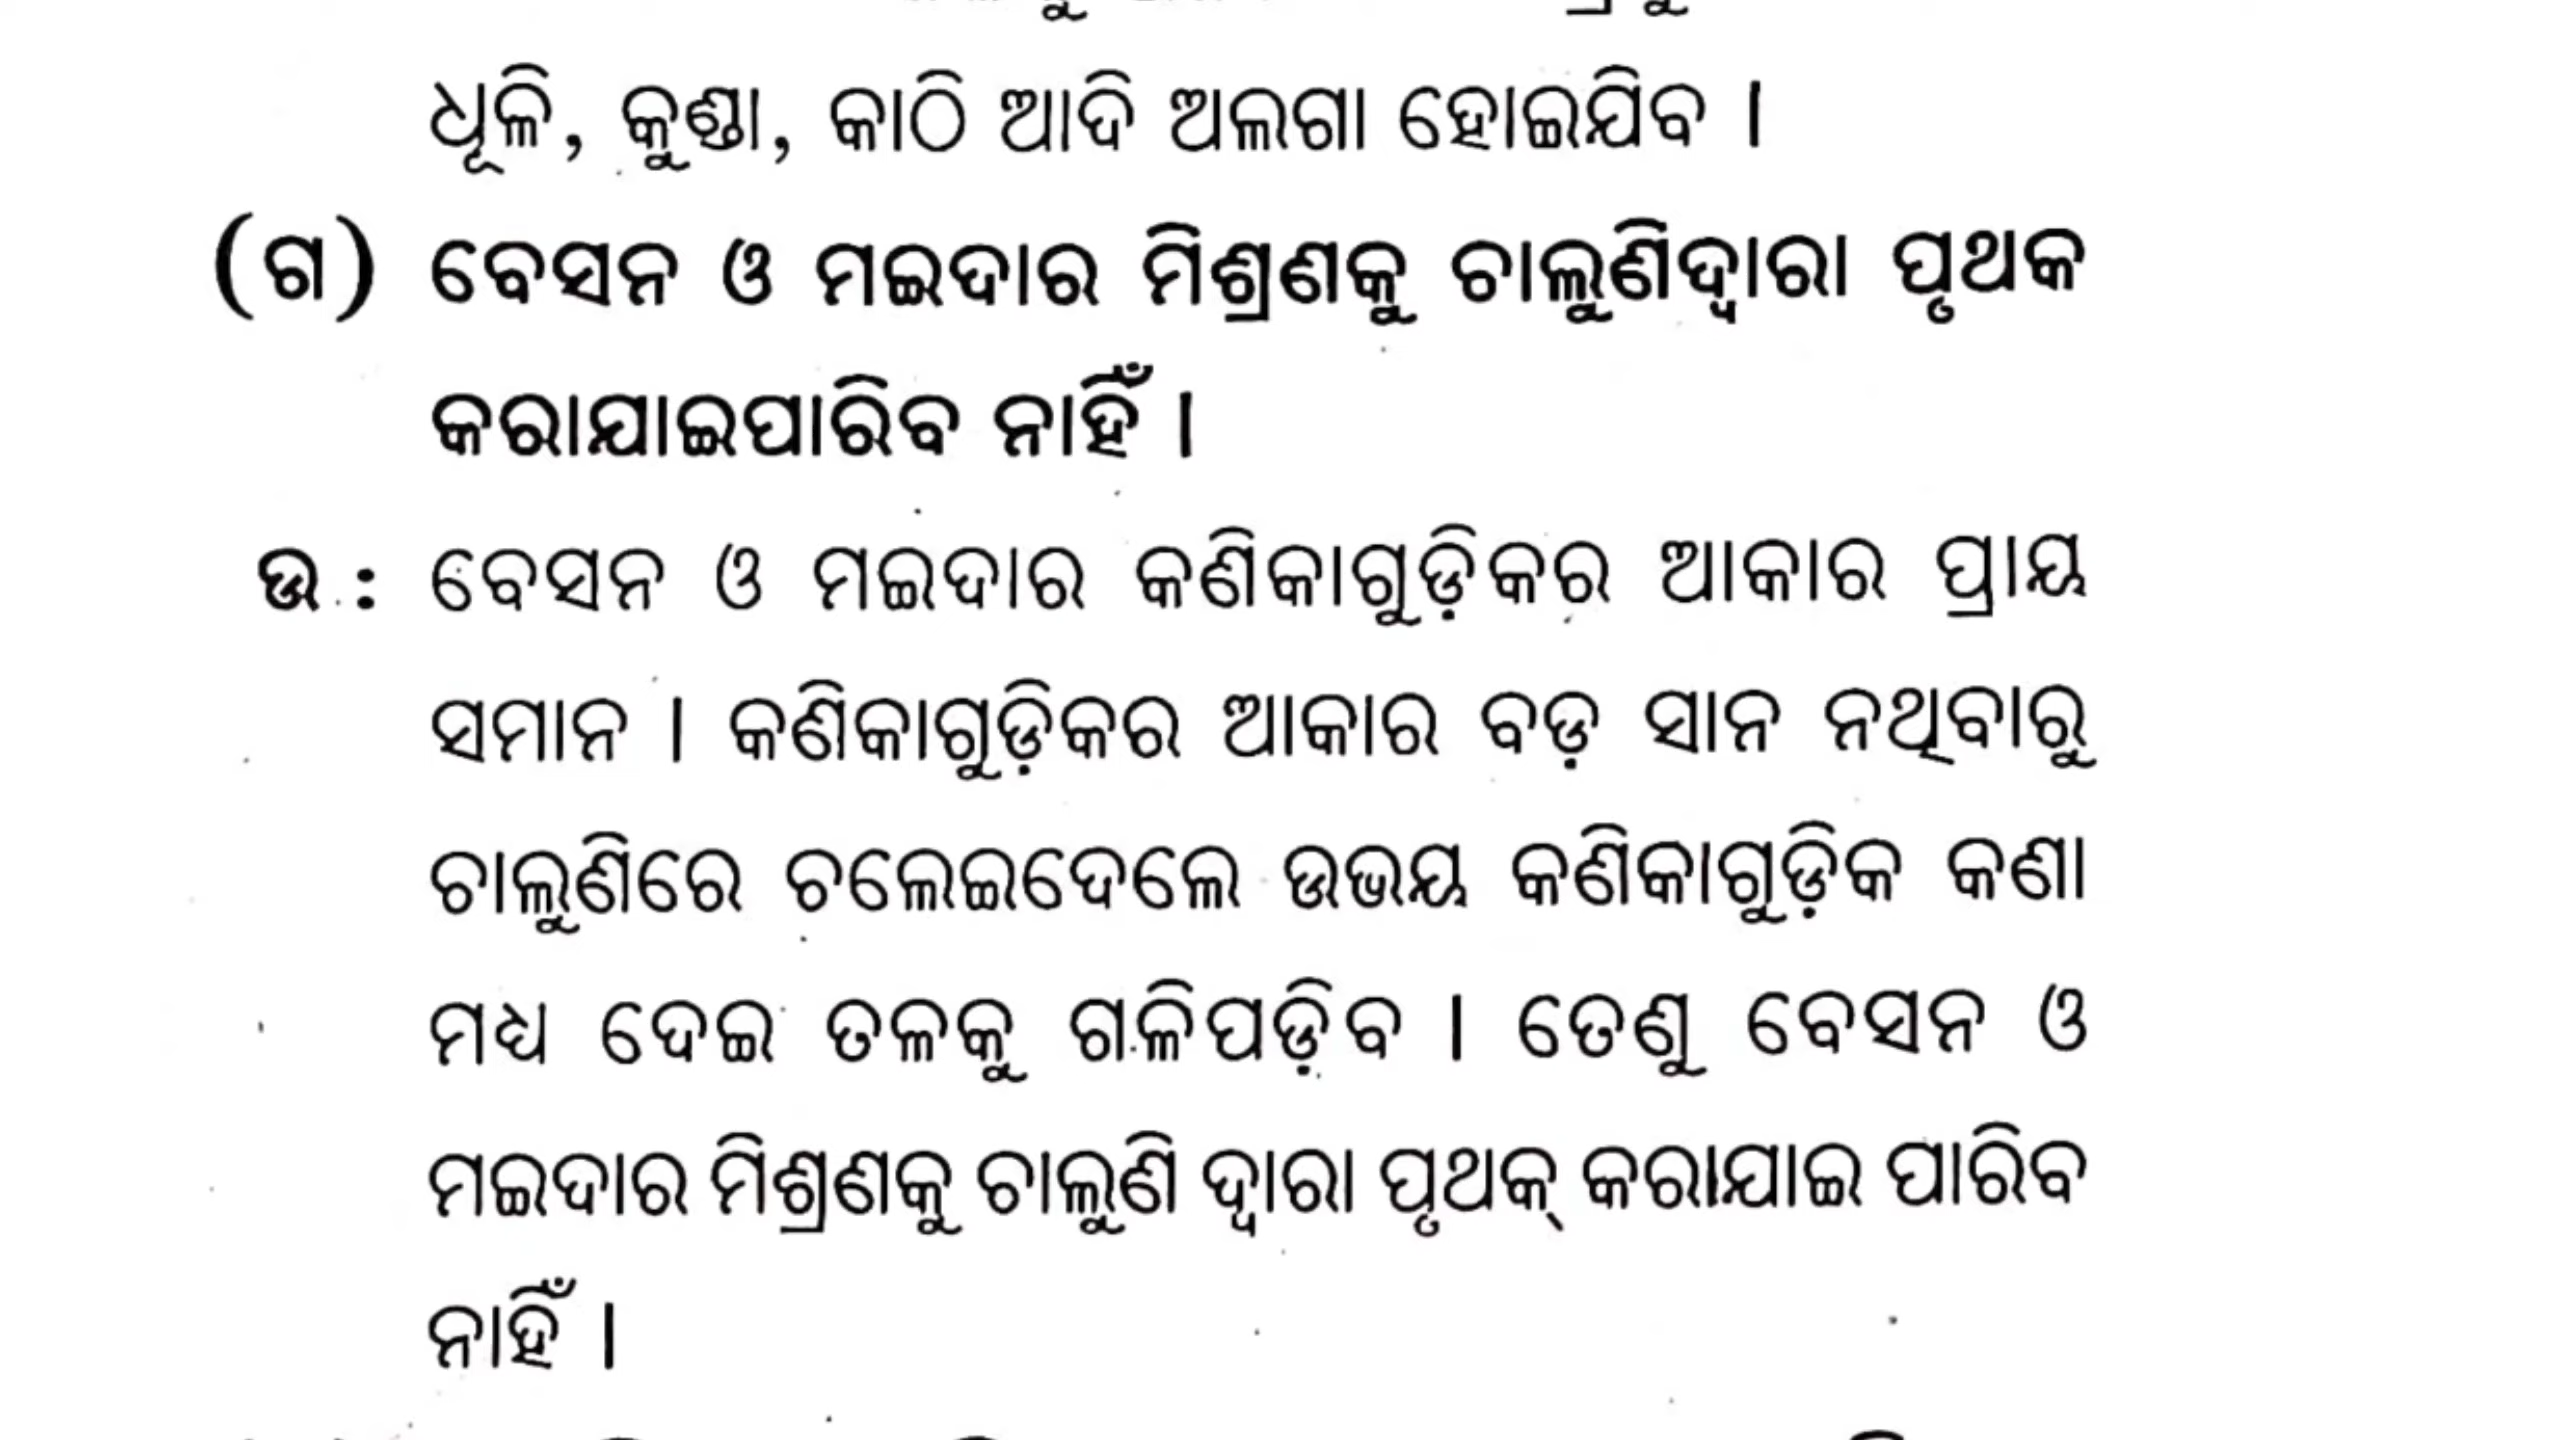 ଧୂଳି, କୁଣ୍ଡା, କାଠି ଆଦି ଅଲଗା ହୋଇଯିବ ।
(ଗ) ବେସନ ଓ ମଇଦାର ମିଶ୍ରଣକୁ ଚାଲୁଣିଦ୍ୱାରା ପୃଥକ
କରାଯାଇପାରିବ ନାହିଁ ।
ଉ : ବେସନ ଓ ମଇଦାର କଣିକାଗୁଡ଼ିକର ଆକାର ପ୍ରାୟ
ସମାନ । କଣିକାଗୁଡ଼ିକର ଆକାର ବଡ଼ ସାନ ନଥିବାରୁ
ଚାଲୁଣିରେ ଚଲେଇଦେଲେ ଉଭୟ କଣିକାଗୁଡ଼ିକ କଣା
ମଧ୍ୟ ଦେଇ ତଳକୁ ଗଳିପଡ଼ିବ । ତେଣୁ ବେସନ ଓ
ମଇଦାର ମିଶ୍ରଣକୁ ଚାଲୁଣି ଦ୍ୱାରା ପୃଥକ୍ କରାଯାଇ ପାରିବ
ନାହିଁ ।